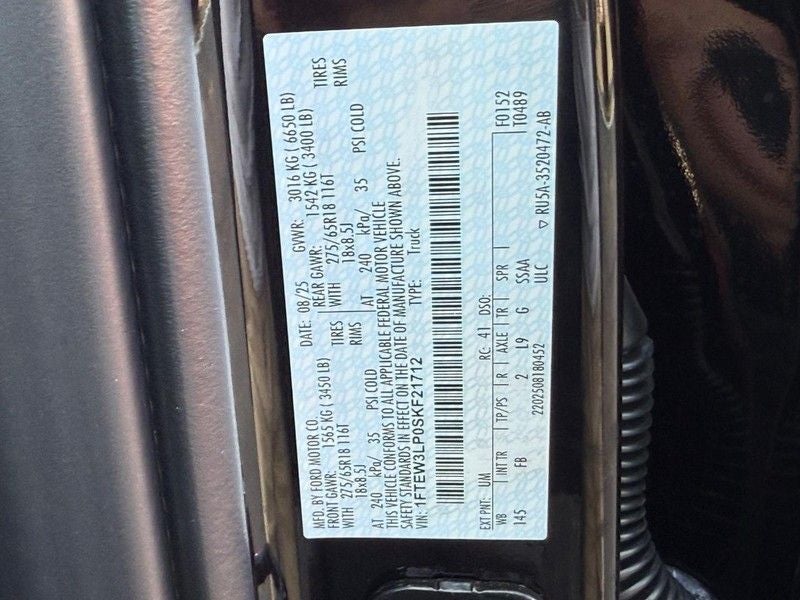 MFD. BY FORD MOTOR CO. DATE: 08/25 GVWR: 3016 KG ( 6650 LB)
FRONT GAWR: 1565 KG ( 3450 LB) REAR GAWR: 1542 KG ( 3400 LB)
WITH 275/65R18 116T TIRES WITH 275/65R18 116T TIRES
18x8.5J RIMS 18x8.5J RIMS
AT 240 kPa/ 35 PSI COLD AT 240 kPa/ 35 PSI COLD
THIS VEHICLE CONFORMS TO ALL APPLICABLE FEDERAL MOTOR VEHICLE
SAFETY STANDARDS IN EFFECT ON THE DATE OF MANUFACTURE SHOWN ABOVE.
VIN: 1FTEW3LP0SKF21712 TYPE: Truck
EXT PNT: UM RC: 41 DSO: F0152
WB INT TR TP/PS R AXLE TR SPR T0489
145 FB 2 L9 G SSAA
2202508180452 ULC ▽ RU5A-3520472-AB